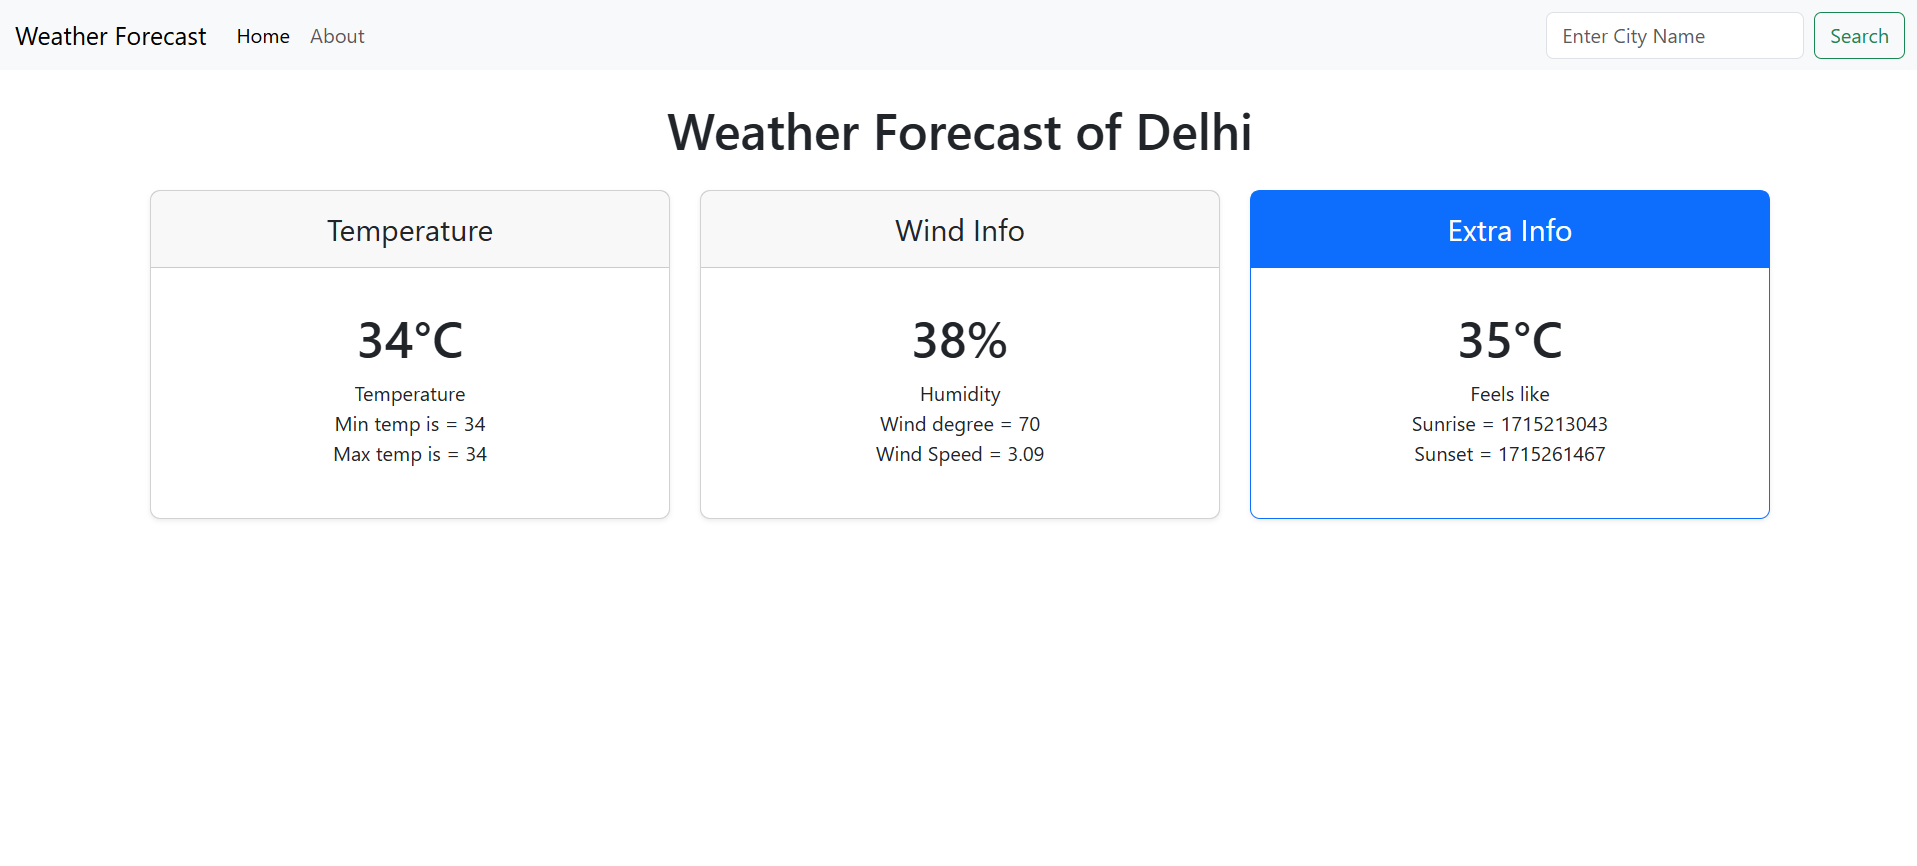 Weather Forecast Home About Enter City Name Search
Weather Forecast of Delhi
Temperature
34°C
Temperature
Min temp is = 34
Max temp is = 34
Wind Info
38%
Humidity
Wind degree = 70
Wind Speed = 3.09
Extra Info
35°C
Feels like
Sunrise = 1715213043
Sunset = 1715261467